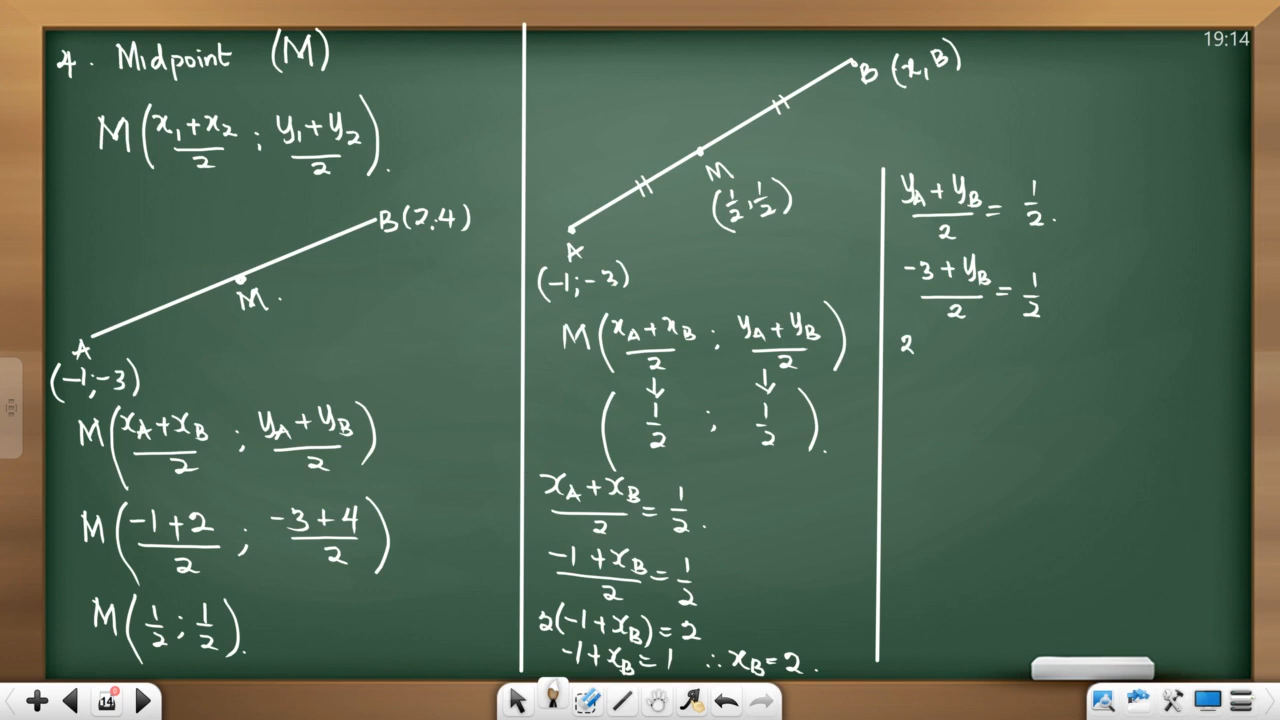 4. Midpoint (M)
M((x₁+x₂)/2 ; (y₁+y₂)/2).
B(2;4)
M.
A
(-1;-3)
M((x_A+x_B)/2 ; (y_A+y_B)/2)
M((-1+2)/2 ; (-3+4)/2)
M(1/2 ; 1/2).
B (x, B)
M
(1/2, 1/2)
A
(-1;-3)
M((x_A+x_B)/2 ; (y_A+y_B)/2)
↓ ↓
(1/2 ; 1/2).
(x_A+x_B)/2 = 1/2.
(-1+x_B)/2 = 1/2
2(-1+x_B) = 2
-1+x_B = 1 ∴ x_B = 2.
19:14
(y_A+y_B)/2 = 1/2.
(-3+y_B)/2 = 1/2
2
14